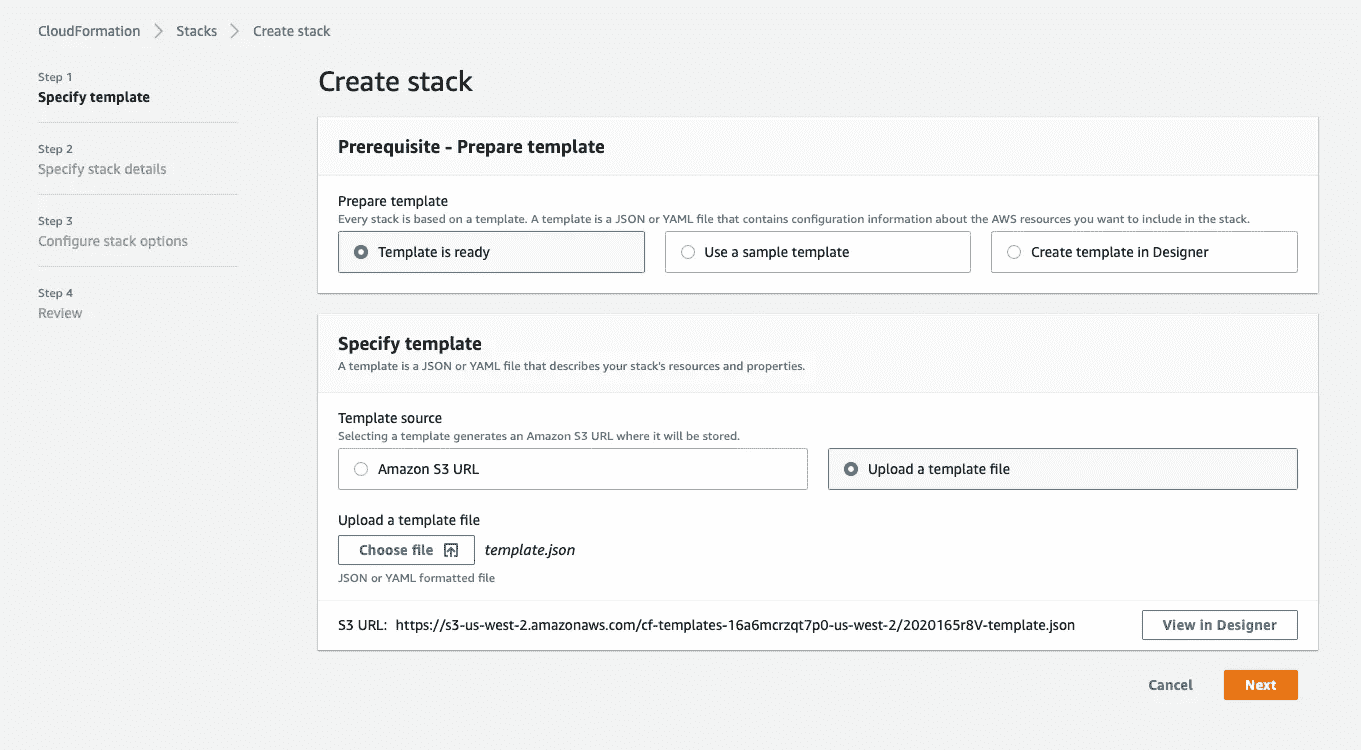 CloudFormation > Stacks > Create stack
Step 1
Specify template
Step 2
Specify stack details
Step 3
Configure stack options
Step 4
Review
Create stack
Prerequisite - Prepare template
Prepare template
Every stack is based on a template. A template is a JSON or YAML file that contains configuration information about the AWS resources you want to include in the stack.
Template is ready
Use a sample template
Create template in Designer
Specify template
A template is a JSON or YAML file that describes your stack's resources and properties.
Template source
Selecting a template generates an Amazon S3 URL where it will be stored.
Amazon S3 URL
Upload a template file
Upload a template file
Choose file template.json
JSON or YAML formatted file
S3 URL: https://s3-us-west-2.amazonaws.com/cf-templates-16a6mcrzqt7p0-us-west-2/2020165r8V-template.json
View in Designer
Cancel
Next